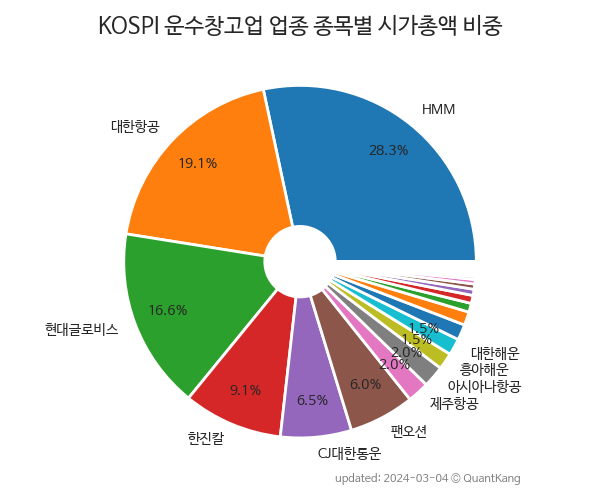 KOSPI 운수창고업 업종 종목별 시가총액 비중
HMM
28.3%
대한항공
19.1%
현대글로비스
16.6%
한진칼
9.1%
CJ대한통운
6.5%
팬오션
6.0%
제주항공
2.0%
아시아나항공
2.0%
흥아해운
1.5%
대한해운
1.5%
updated: 2024-03-04 © QuantKang